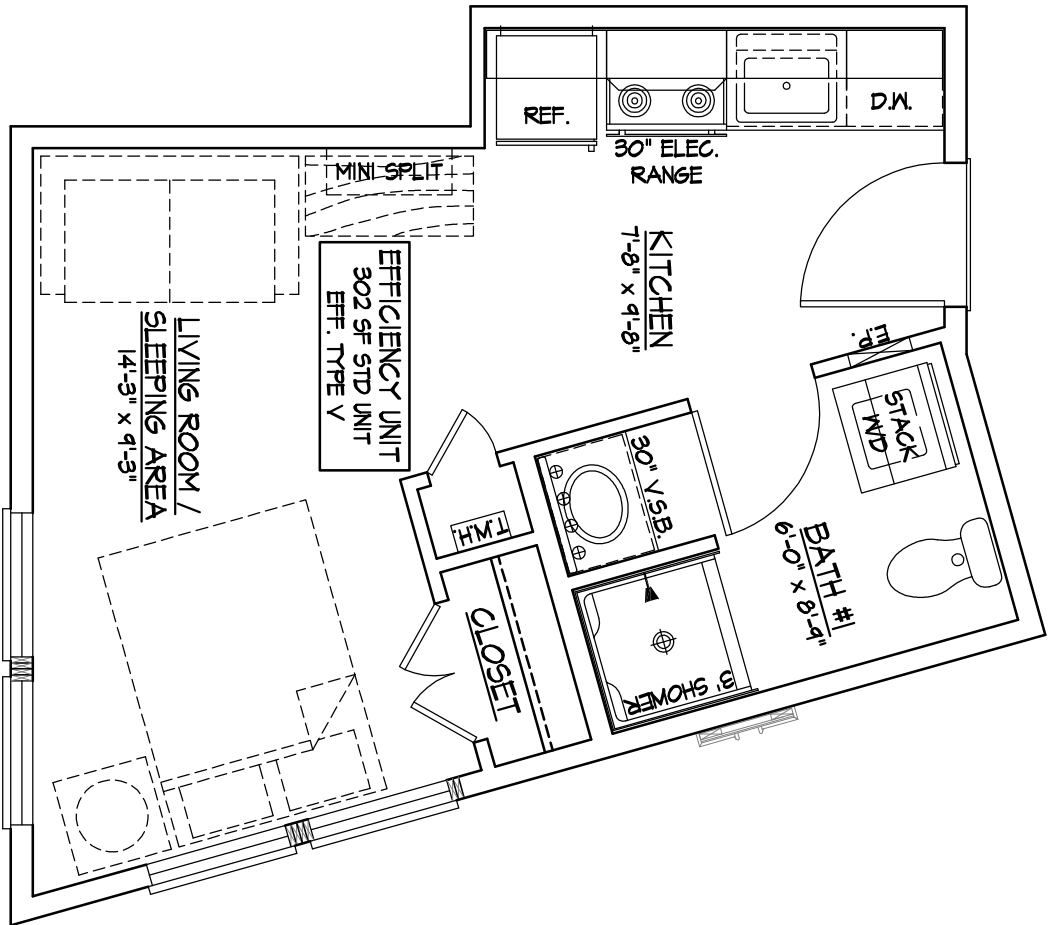 REF.
30" ELEC.
RANGE
D.W.
MINI SPLIT
KITCHEN
7'-8" x 9'-8"
E.P.
STACK
W/D
EFFICIENCY UNIT
302 SF STD UNIT
EFF. TYPE V
LIVING ROOM /
SLEEPING AREA
14'-3" x 9'-3"
30" V.S.B.
T.W.H.
BATH #1
6'-0" x 8'-9"
CLOSET
3' SHOWER